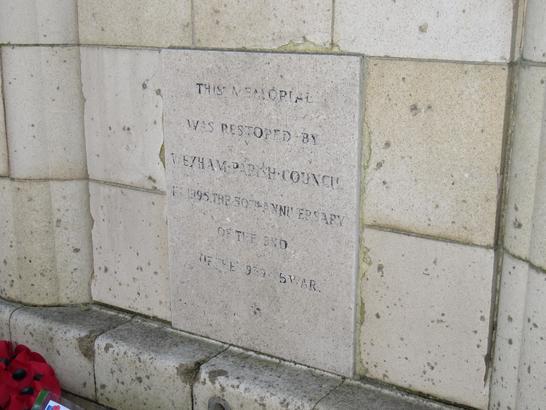 THIS MEMORIAL
WAS RESTORED BY
WEXHAM·PARISH·COUNCIL
IN 1995. THE 50TH·ANNIVERSARY
OF THE END
OF THE 1939-45 WAR.